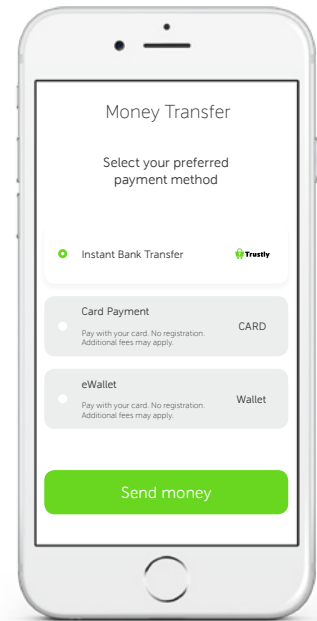 Money Transfer
Select your preferred
payment method
Instant Bank Transfer
Trustly
Card Payment
Pay with your card. No registration.
Additional fees may apply.
CARD
eWallet
Pay with your card. No registration.
Additional fees may apply.
Wallet
Send money